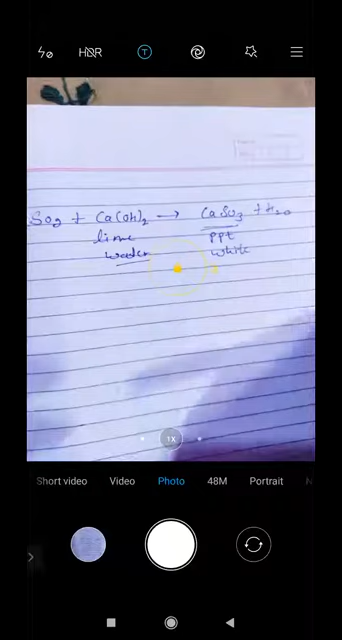 HDR
T
So2 + Ca(OH)2 → CaSO3 + H2O
lime ppt
water white
1X
Short video Video Photo 48M Portrait